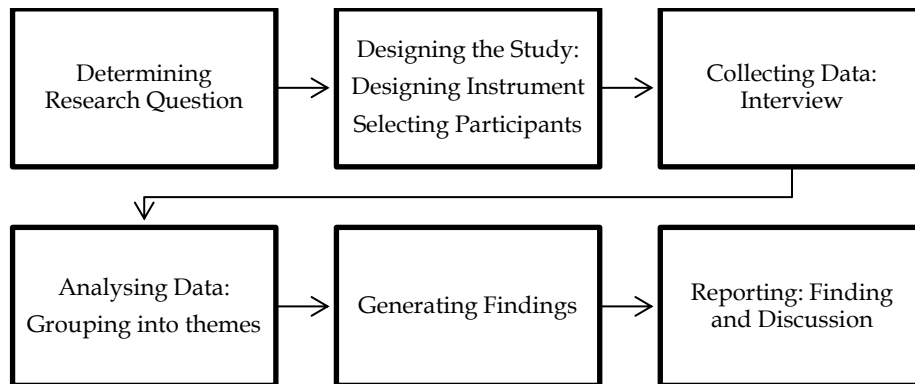 Determining
Research Question
Designing the Study:
Designing Instrument
Selecting Participants
Collecting Data:
Interview
Analysing Data:
Grouping into themes
Generating Findings
Reporting: Finding
and Discussion